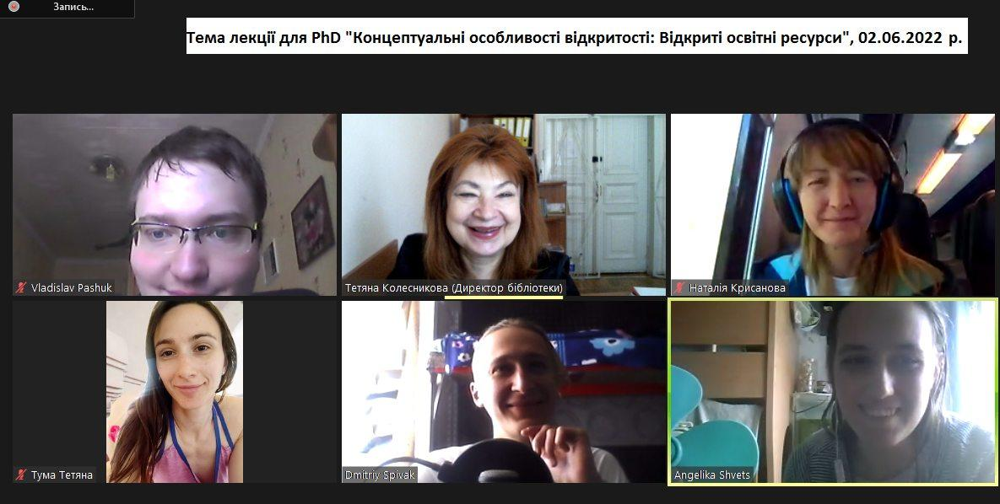 Запись...
Тема лекції для PhD "Концептуальні особливості відкритості: Відкриті освітні ресурси", 02.06.2022 р.
Vladislav Pashuk
Тетяна Колесникова (Директор бібліотеки)
Наталія Крисанова
Тума Тетяна
Dmitriy Spivak
Angelika Shvets